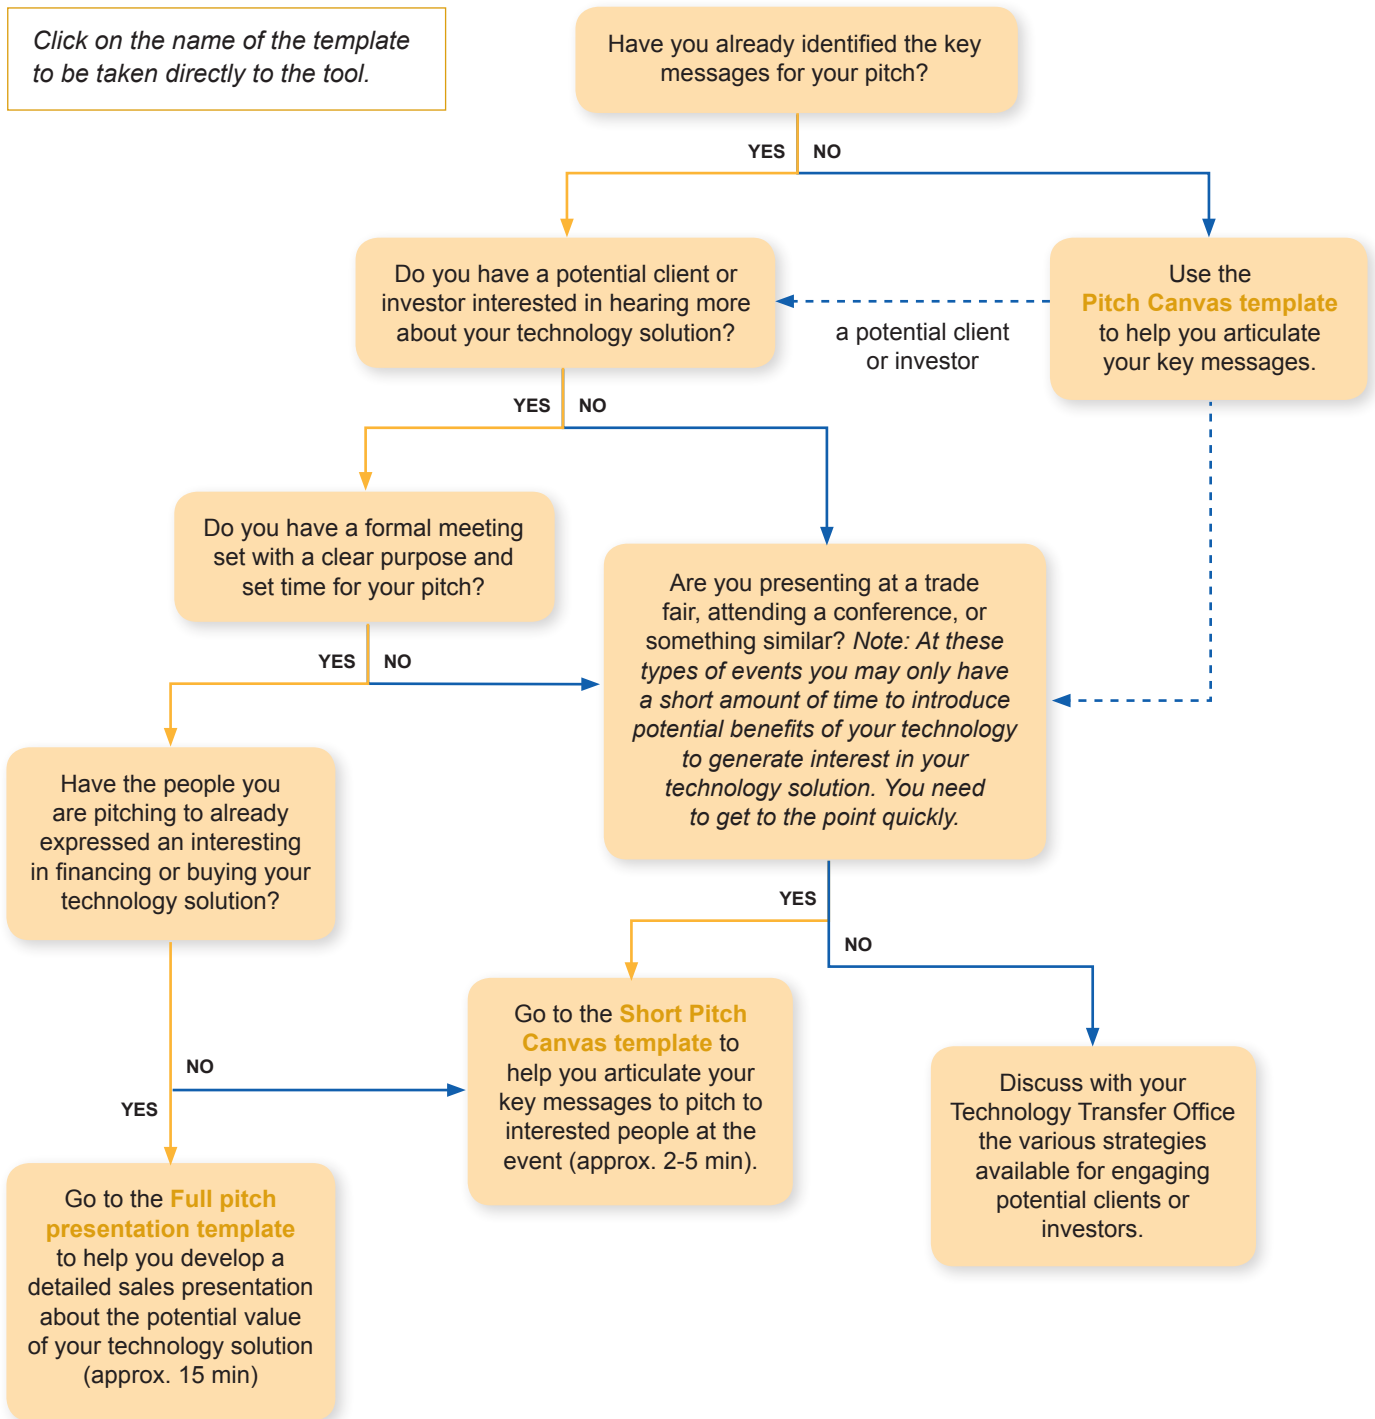 Click on the name of the template
to be taken directly to the tool.
Have you already identified the key
messages for your pitch?
YES
NO
Do you have a potential client or
investor interested in hearing more
about your technology solution?
a potential client
or investor
Use the
Pitch Canvas template
to help you articulate
your key messages.
YES
NO
Do you have a formal meeting
set with a clear purpose and
set time for your pitch?
Are you presenting at a trade
fair, attending a conference, or
something similar? Note: At these
types of events you may only have
a short amount of time to introduce
potential benefits of your technology
to generate interest in your
technology solution. You need
to get to the point quickly.
YES
NO
Have the people you
are pitching to already
expressed an interesting
in financing or buying your
technology solution?
YES
NO
Go to the Short Pitch
Canvas template to
help you articulate your
key messages to pitch to
interested people at the
event (approx. 2-5 min).
Discuss with your
Technology Transfer Office
the various strategies
available for engaging
potential clients or
investors.
NO
YES
Go to the Full pitch
presentation template
to help you develop a
detailed sales presentation
about the potential value
of your technology solution
(approx. 15 min)